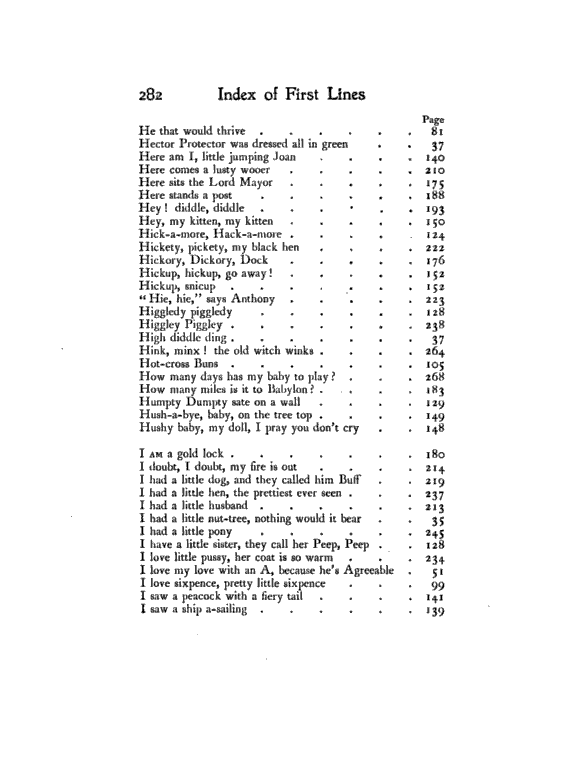 282 Index of First Lines
Page
He that would thrive . . . . . . 81
Hector Protector was dressed all in green . . 37
Here am I, little jumping Joan . . . . 140
Here comes a lusty wooer . . . . . 210
Here sits the Lord Mayor . . . . . 175
Here stands a post . . . . . . 188
Hey! diddle, diddle . . . . . . 193
Hey, my kitten, my kitten . . . . . 150
Hick-a-more, Hack-a-more . . . . . 124
Hickety, pickety, my black hen . . . . 222
Hickory, Dickory, Dock . . . . . 176
Hickup, hickup, go away! . . . . . 152
Hickup, snicup . . . . . . . 152
“Hie, hie,” says Anthony . . . . . 223
Higgledy piggledy . . . . . . 128
Higgley Piggley . . . . . . . 238
High diddle ding . . . . . . . 37
Hink, minx! the old witch winks . . . . 264
Hot-cross Buns . . . . . . . 105
How many days has my baby to play? . . . 268
How many miles is it to Babylon? . . . . 183
Humpty Dumpty sate on a wall . . . . 129
Hush-a-bye, baby, on the tree top . . . . 149
Hushy baby, my doll, I pray you don't cry . . 148
I AM a gold lock . . . . . . . 180
I doubt, I doubt, my fire is out . . . . 214
I had a little dog, and they called him Buff . . 219
I had a little hen, the prettiest ever seen . . . 237
I had a little husband . . . . . . 213
I had a little nut-tree, nothing would it bear . . 35
I had a little pony . . . . . . 245
I have a little sister, they call her Peep, Peep . . 128
I love little pussy, her coat is so warm . . . 234
I love my love with an A, because he's Agreeable . 51
I love sixpence, pretty little sixpence . . . 99
I saw a peacock with a fiery tail . . . . 141
I saw a ship a-sailing . . . . . . 139